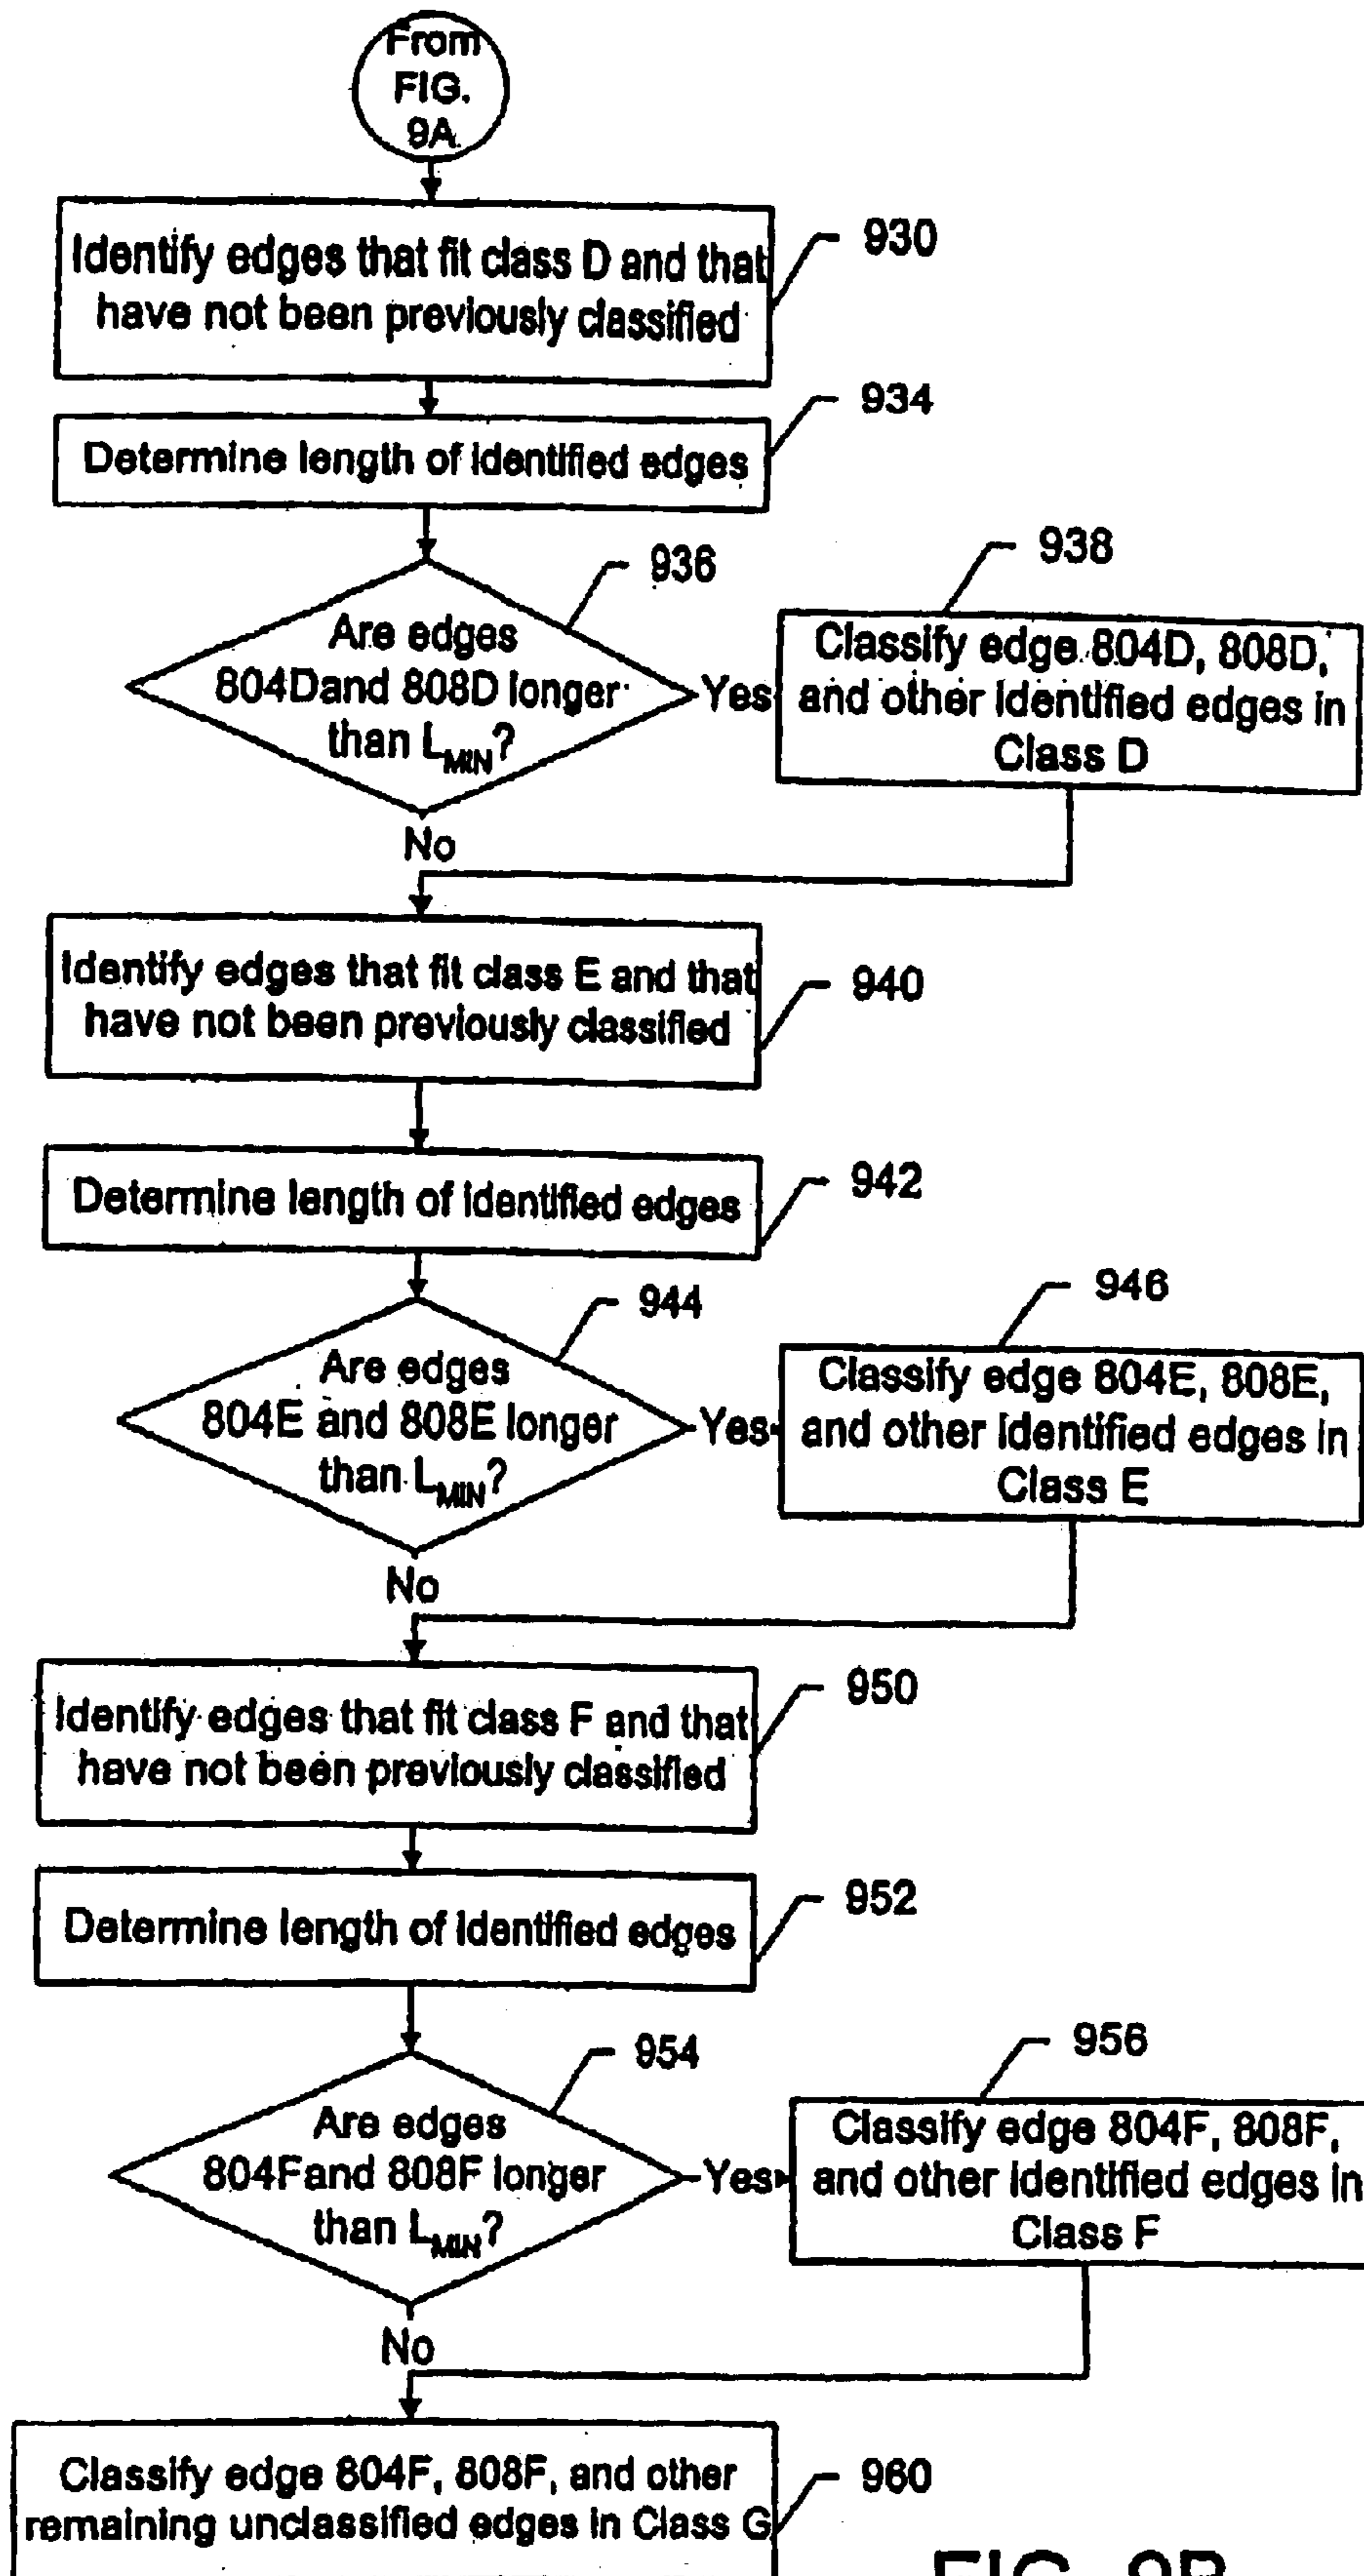 From
FIG.
9A
Identify edges that fit class D and that
have not been previously classified
930
Determine length of identified edges
934
936
Are edges
804Dand 808D longer
than LMIN?
Yes
938
Classify edge 804D, 808D,
and other identified edges in
Class D
No
Identify edges that fit class E and that
have not been previously classified
940
Determine length of identified edges
942
944
Are edges
804E and 808E longer
than LMIN?
Yes
946
Classify edge 804E, 808E,
and other identified edges in
Class E
No
Identify edges that fit class F and that
have not been previously classified
950
Determine length of identified edges
952
954
Are edges
804Fand 808F longer
than LMIN?
Yes
956
Classify edge 804F, 808F,
and other identified edges in
Class F
No
Classify edge 804F, 808F, and other
remaining unclassified edges in Class G
960
FIG. 9B